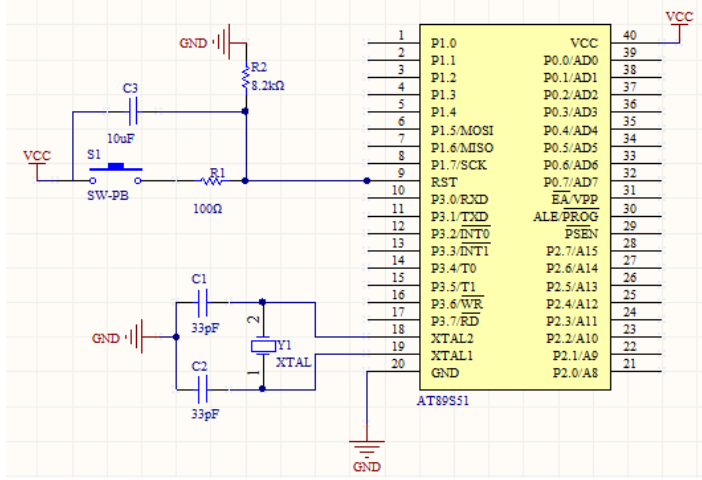 VCC
GND
R2
8.2kΩ
C3
10uF
VCC
S1
SW-PB
R1
100Ω
C1
33pF
GND
2
Y1
1
XTAL
C2
33pF
1 P1.0 VCC 40
2 P1.1 P0.0/AD0 39
3 P1.2 P0.1/AD1 38
4 P1.3 P0.2/AD2 37
5 P1.4 P0.3/AD3 36
6 P1.5/MOSI P0.4/AD4 35
7 P1.6/MISO P0.5/AD5 34
8 P1.7/SCK P0.6/AD6 33
9 RST P0.7/AD7 32
10 P3.0/RXD EA/VPP 31
11 P3.1/TXD ALE/PROG 30
12 P3.2/INT0 PSEN 29
13 P3.3/INT1 P2.7/A15 28
14 P3.4/T0 P2.6/A14 27
15 P3.5/T1 P2.5/A13 26
16 P3.6/WR P2.4/A12 25
17 P3.7/RD P2.3/A11 24
18 XTAL2 P2.2/A10 23
19 XTAL1 P2.1/A9 22
20 GND P2.0/A8 21
AT89S51
GND